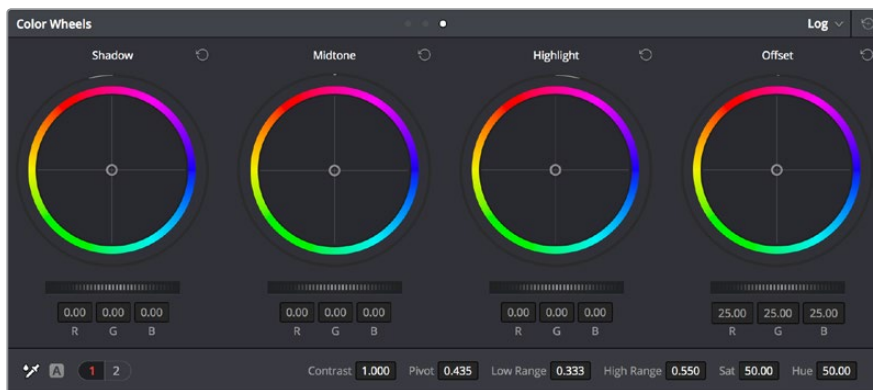 Color Wheels Log
Shadow Midtone Highlight Offset
0.00 0.00 0.00 0.00 0.00 0.00 0.00 0.00 0.00 25.00 25.00 25.00
R G B R G B R G B R G B
A 1 2 Contrast 1.000 Pivot 0.435 Low Range 0.333 High Range 0.550 Sat 50.00 Hue 50.00